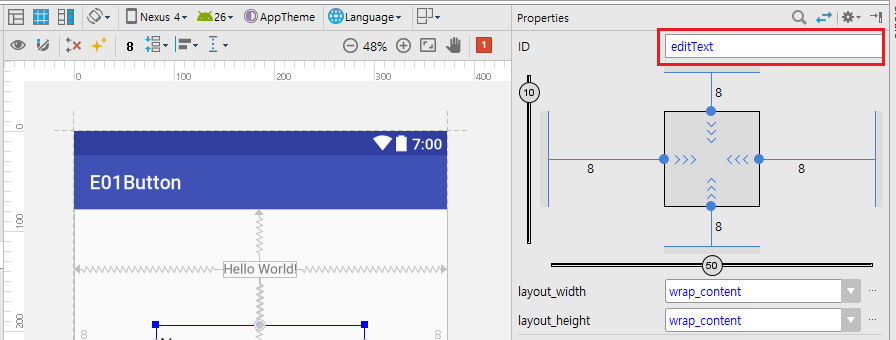 Nexus 4 26 AppTheme Language Properties
8 48% 1 ID editText
0 100 200 300 400
8
10
0
7:00
E01Button
8 8
100
8
Hello World!
50
layout_width wrap_content ...
200
layout_height wrap_content ...
8 8